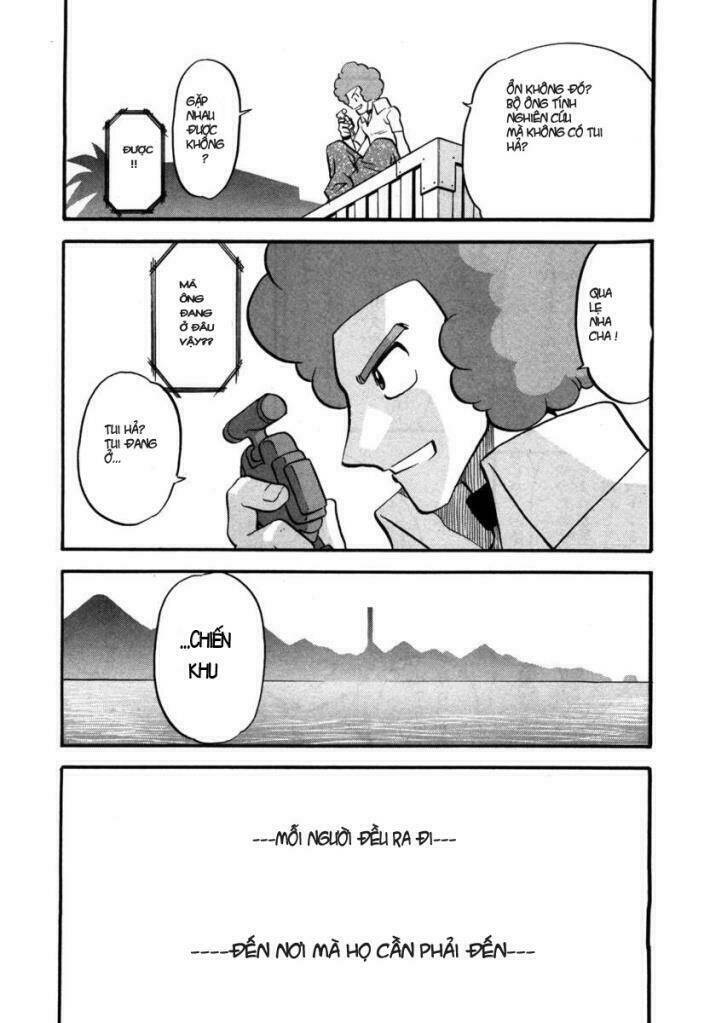 ỔN KHÔNG ĐÓ?
BỘ ÔNG TÍNH
NGHIÊN CỨU
MÀ KHÔNG CÓ TUI
HẢ?
GẶP
NHAU
ĐƯỢC
KHÔNG
?
ĐƯỢC
!!
QUA
LẸ
NHA
CHA !
MÀ
ÔNG
ĐANG
Ở ĐÂU
VẬY??
TUI HẢ?
TUI ĐANG
Ở...
...CHIẾN
KHU
---MỖI NGƯỜI ĐỀU RA ĐI---
----ĐẾN NƠI MÀ HỌ CẦN PHẢI ĐẾN---